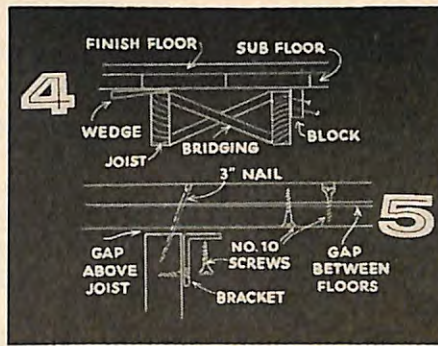 4
FINISH FLOOR
SUB FLOOR
WEDGE
JOIST
BRIDGING
BLOCK
5
3" NAIL
GAP
ABOVE
JOIST
NO. 10
SCREWS
BRACKET
GAP
BETWEEN
FLOORS